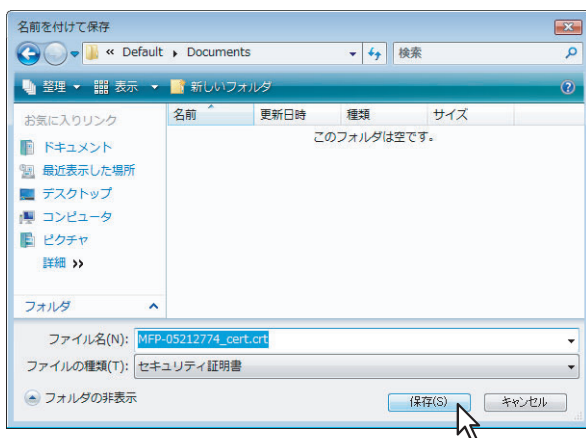 名前を付けて保存
« Default ▸ Documents
検索
整理 表示 新しいフォルダ
お気に入りリンク
ドキュメント
最近表示した場所
デスクトップ
コンピュータ
ピクチャ
詳細 »
フォルダ
名前 更新日時 種類 サイズ
このフォルダは空です。
ファイル名(N): MFP-05212774_cert.crt
ファイルの種類(T): セキュリティ証明書
フォルダの非表示
保存(S) キャンセル